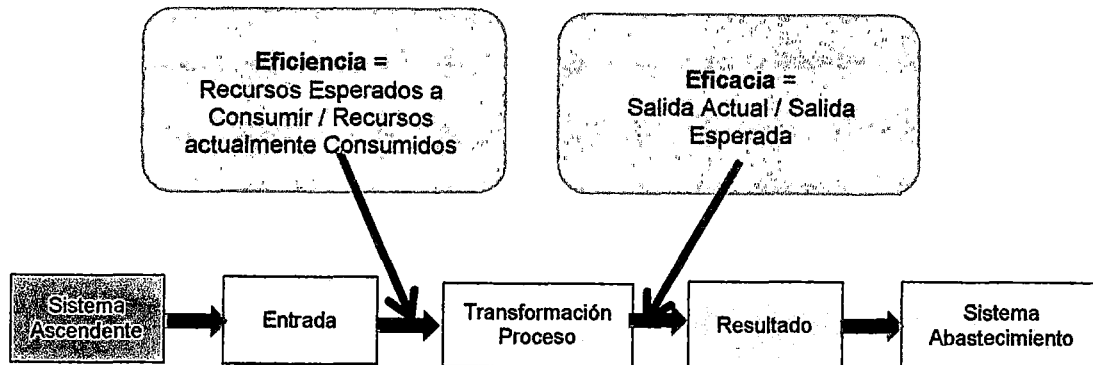 Eficiencia =
Recursos Esperados a
Consumir / Recursos
actualmente Consumidos
Eficacia =
Salida Actual / Salida
Esperada
Sistema
Ascendente
Entrada
Transformación
Proceso
Resultado
Sistema
Abastecimiento